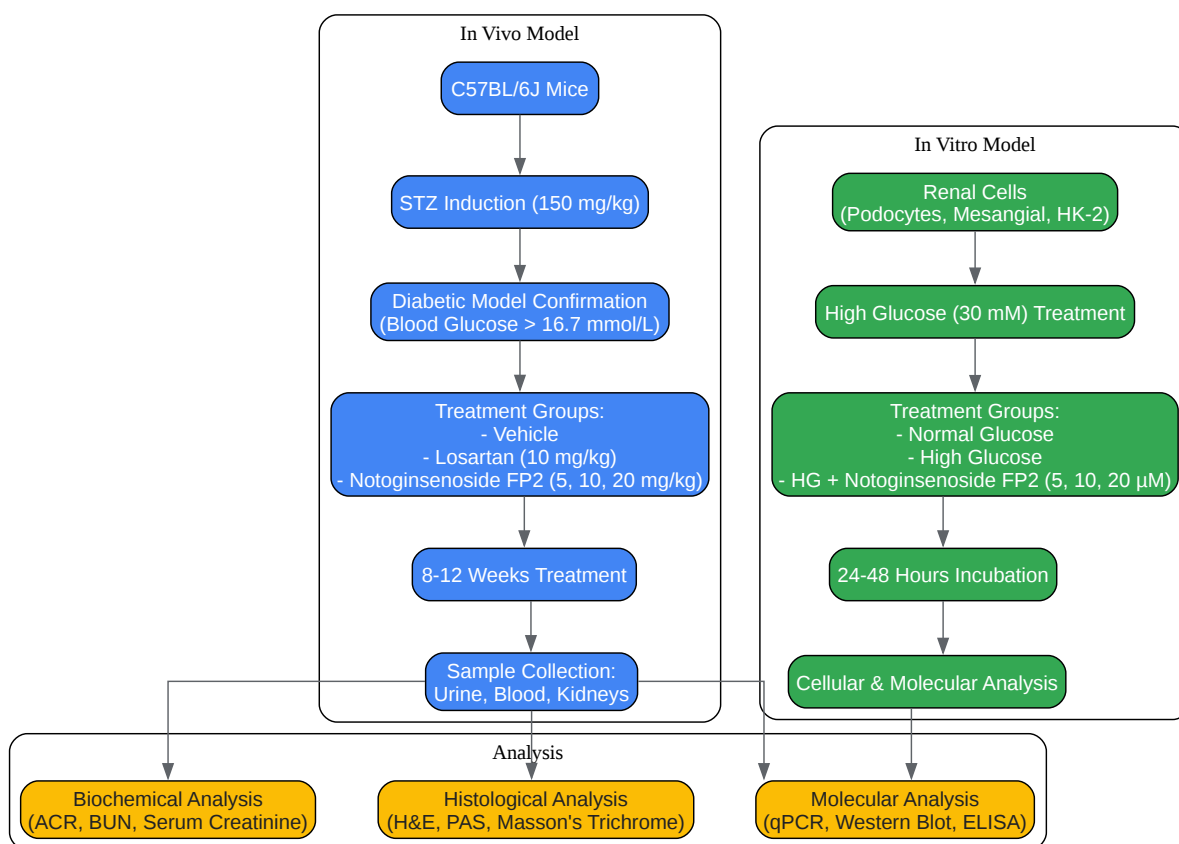 In Vivo Model
C57BL/6J Mice
STZ Induction (150 mg/kg)
Diabetic Model Confirmation
(Blood Glucose > 16.7 mmol/L)
Treatment Groups:
- Vehicle
- Losartan (10 mg/kg)
- Notoginsenoside FP2 (5, 10, 20 mg/kg)
8-12 Weeks Treatment
Sample Collection:
Urine, Blood, Kidneys
In Vitro Model
Renal Cells
(Podocytes, Mesangial, HK-2)
High Glucose (30 mM) Treatment
Treatment Groups:
- Normal Glucose
- High Glucose
- HG + Notoginsenoside FP2 (5, 10, 20 µM)
24-48 Hours Incubation
Cellular & Molecular Analysis
Analysis
Biochemical Analysis
(ACR, BUN, Serum Creatinine)
Histological Analysis
(H&E, PAS, Masson's Trichrome)
Molecular Analysis
(qPCR, Western Blot, ELISA)